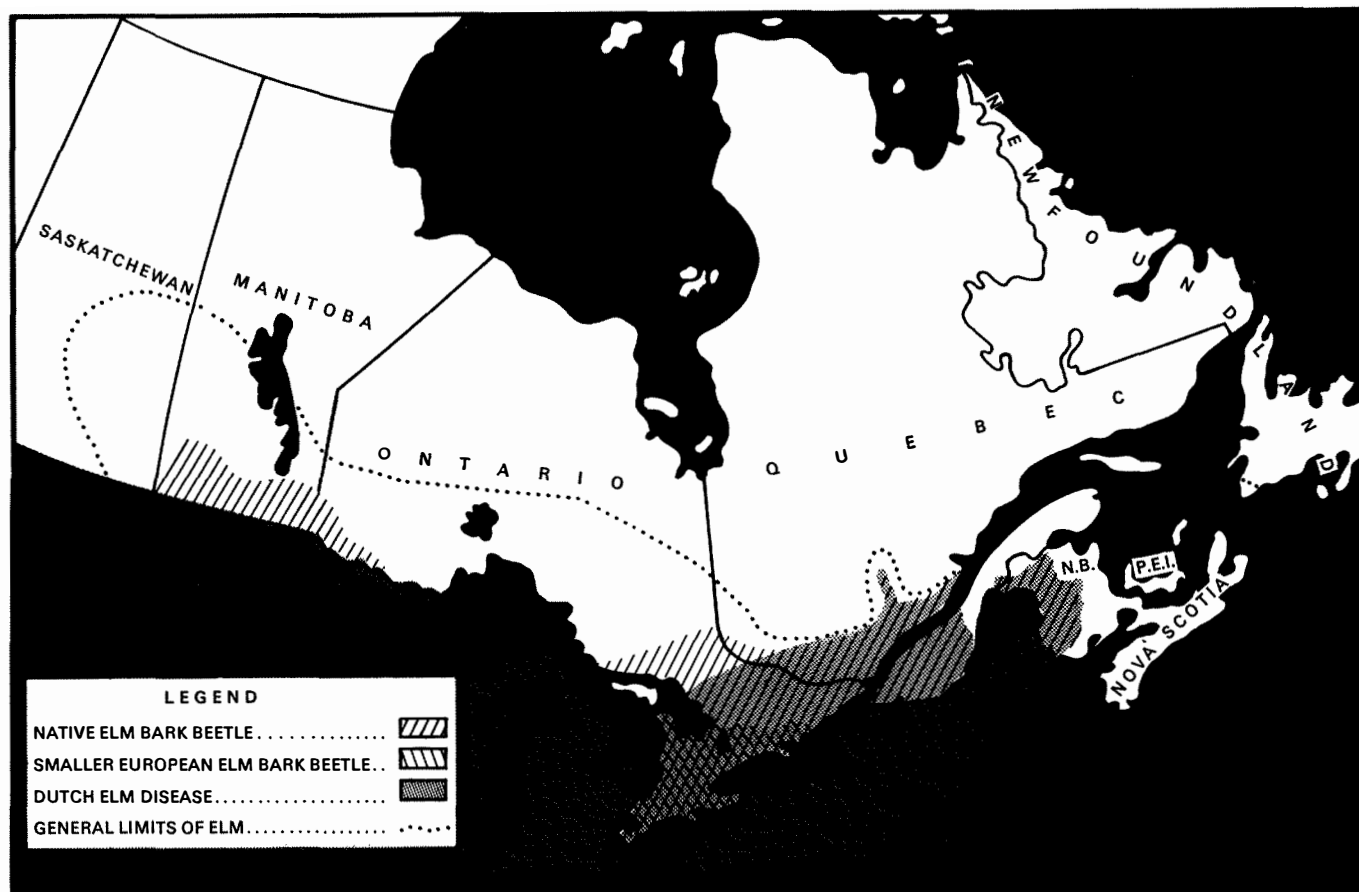 SASKATCHEWAN
MANITOBA
ONTARIO
QUEBEC
NEWFOUNDLAND
N.B.
P.E.I.
NOVA SCOTIA
LEGEND
NATIVE ELM BARK BEETLE..............
SMALLER EUROPEAN ELM BARK BEETLE..
DUTCH ELM DISEASE....................
GENERAL LIMITS OF ELM................